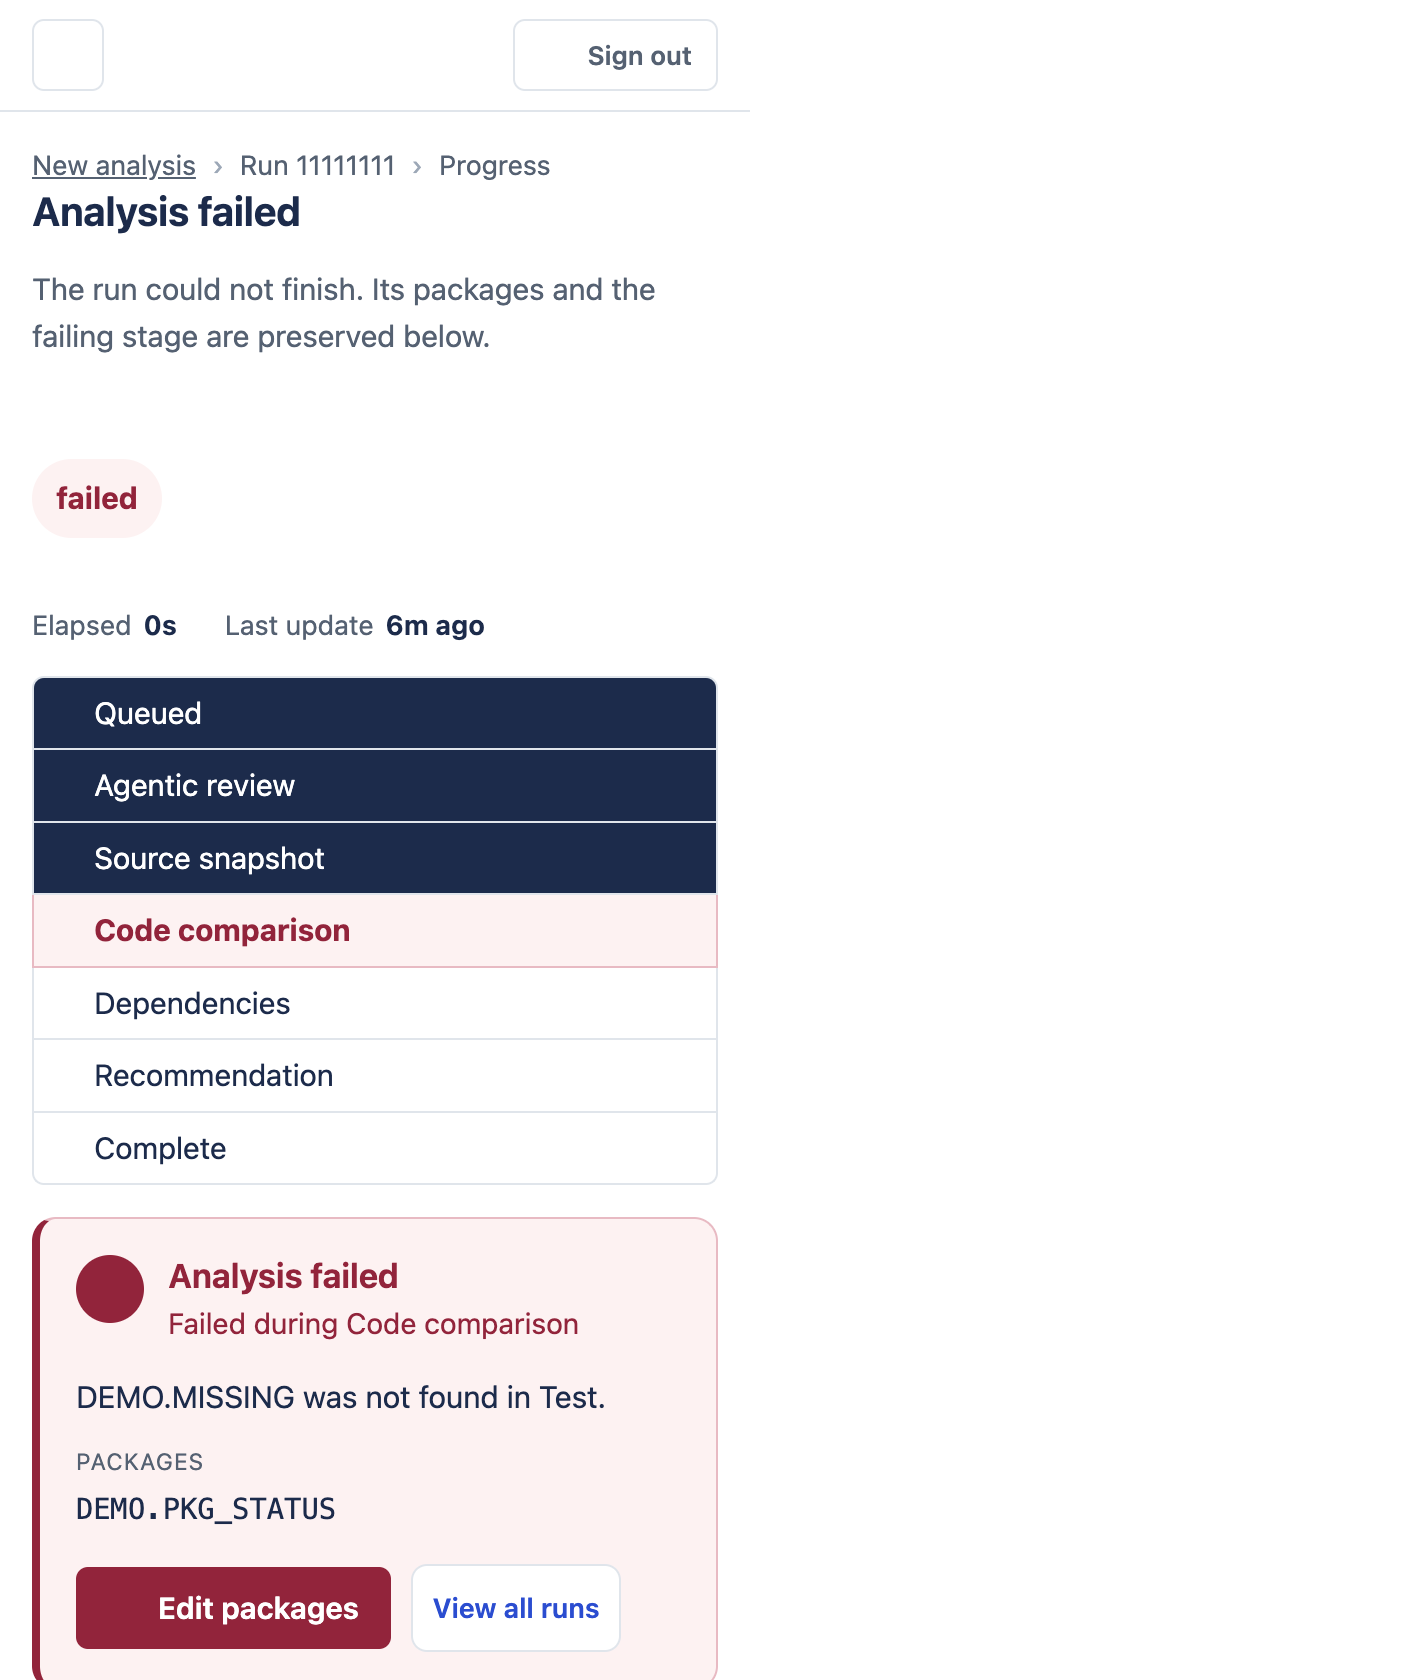 Sign out
New analysis › Run 11111111 › Progress
Analysis failed
The run could not finish. Its packages and the
failing stage are preserved below.
failed
Elapsed 0s Last update 6m ago
Queued
Agentic review
Source snapshot
Code comparison
Dependencies
Recommendation
Complete
Analysis failed
Failed during Code comparison
DEMO.MISSING was not found in Test.
PACKAGES
DEMO.PKG_STATUS
Edit packages View all runs